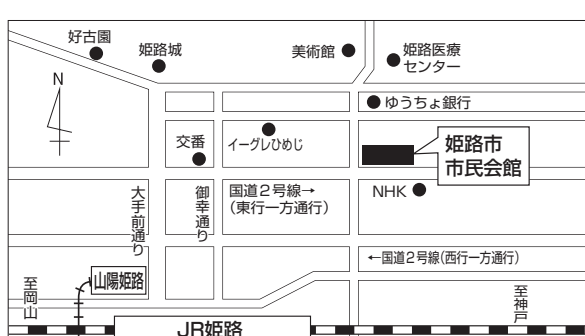 好古園
姫路城
美術館
姫路医療
センター
N
ゆうちょ銀行
交番
イーグレひめじ
姫路市
市民会館
大手前通り
御幸通り
国道2号線→
(東行一方通行)
NHK
←国道2号線(西行一方通行)
至岡山
山陽姫路
至神戸
JR姫路